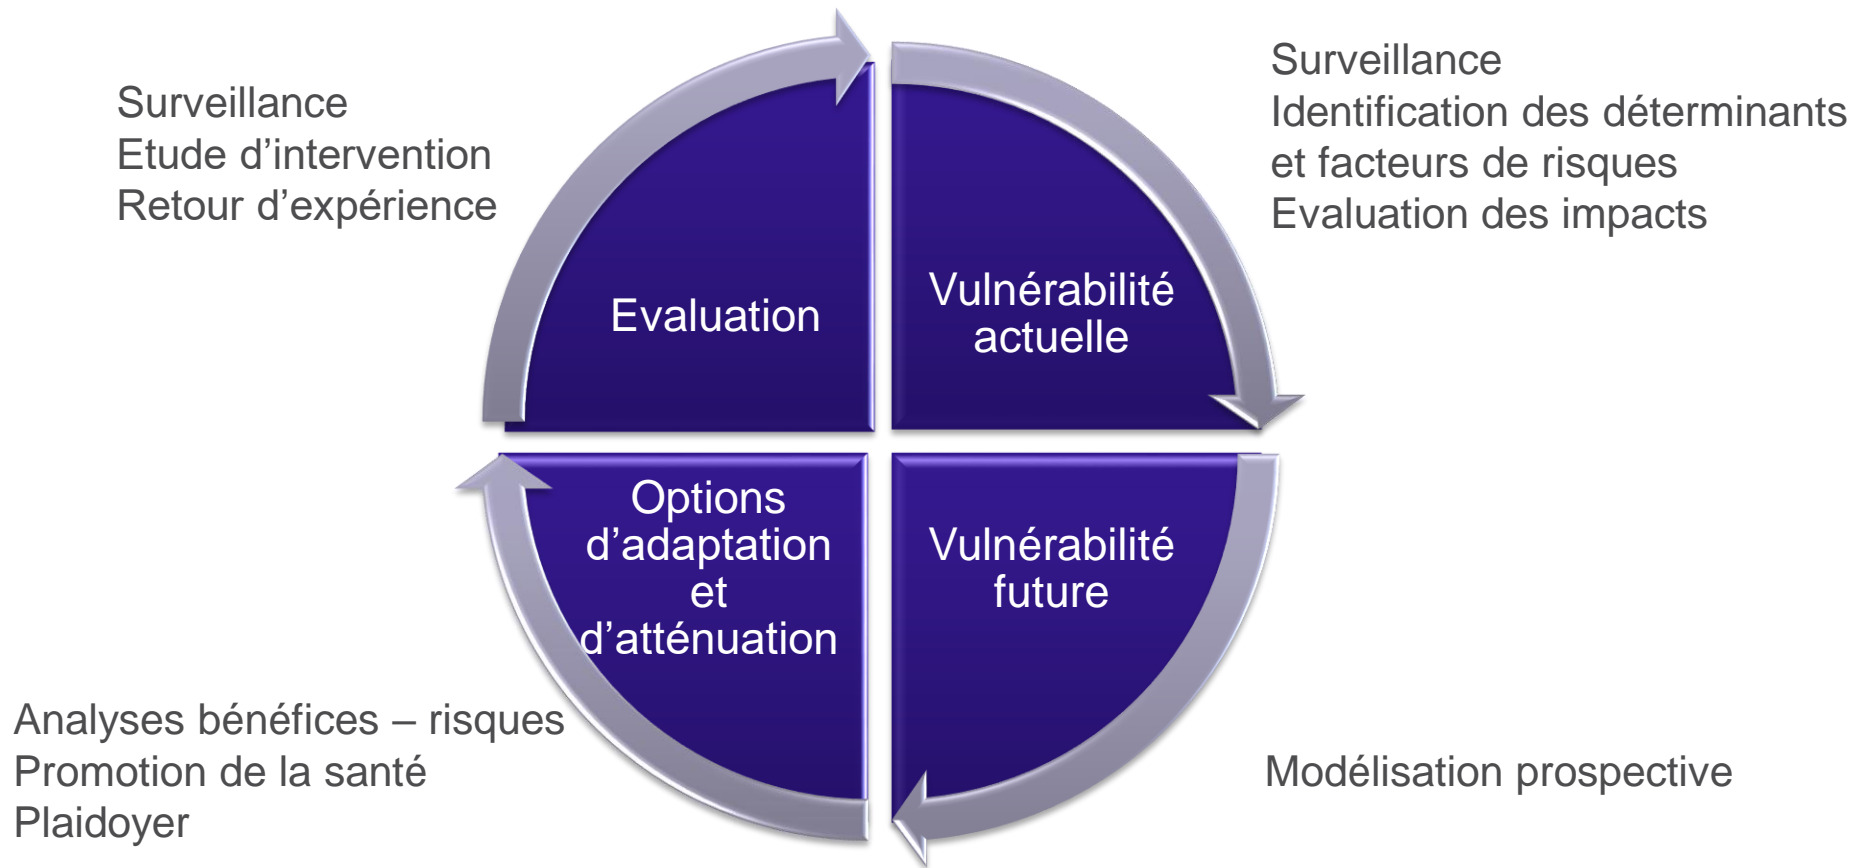 Surveillance
Etude d’intervention
Retour d’expérience
Evaluation
Vulnérabilité
actuelle
Surveillance
Identification des déterminants
et facteurs de risques
Evaluation des impacts
Options
d’adaptation
et
d’atténuation
Vulnérabilité
future
Analyses bénéfices – risques
Promotion de la santé
Plaidoyer
Modélisation prospective